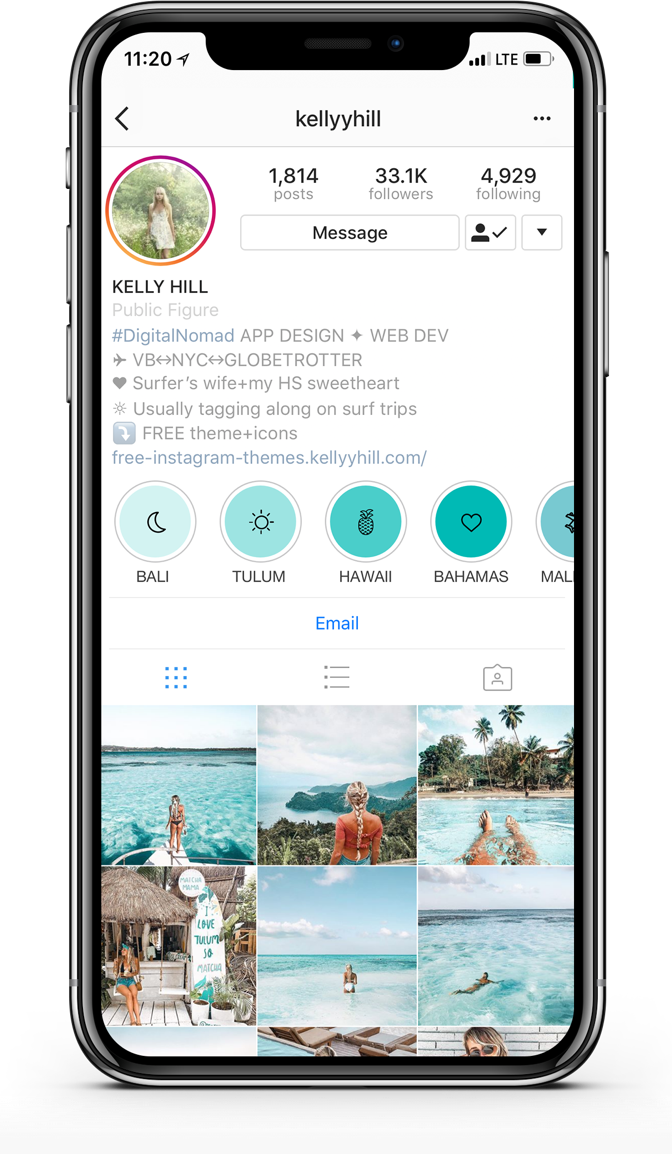 11:20 LTE
kellyyhill
1,814 33.1K 4,929
posts followers following
Message
KELLY HILL
Public Figure
#DigitalNomad APP DESIGN ✦ WEB DEV
✈ VB↔NYC↔GLOBETROTTER
♥ Surfer's wife+my HS sweetheart
☼ Usually tagging along on surf trips
⤵ FREE theme+icons
free-instagram-themes.kellyyhill.com/
BALI TULUM HAWAII BAHAMAS MAL
Email
MATCHA
MAMA
I
LOVE
TULUM
SO
MATCHA